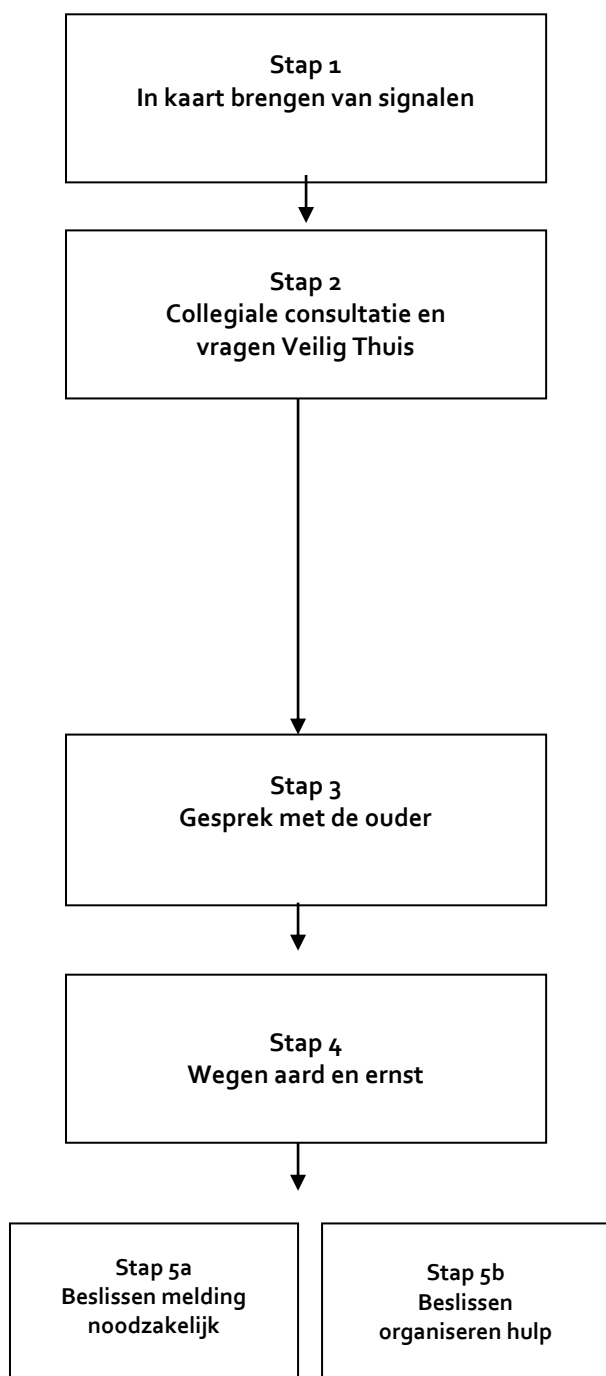 Stap 1
In kaart brengen van signalen
Stap 2
Collegiale consultatie en
vragen Veilig Thuis
Stap 3
Gesprek met de ouder
Stap 4
Wegen aard en ernst
Stap 5a
Beslissen melding
noodzakelijk
Stap 5b
Beslissen
organiseren hulp